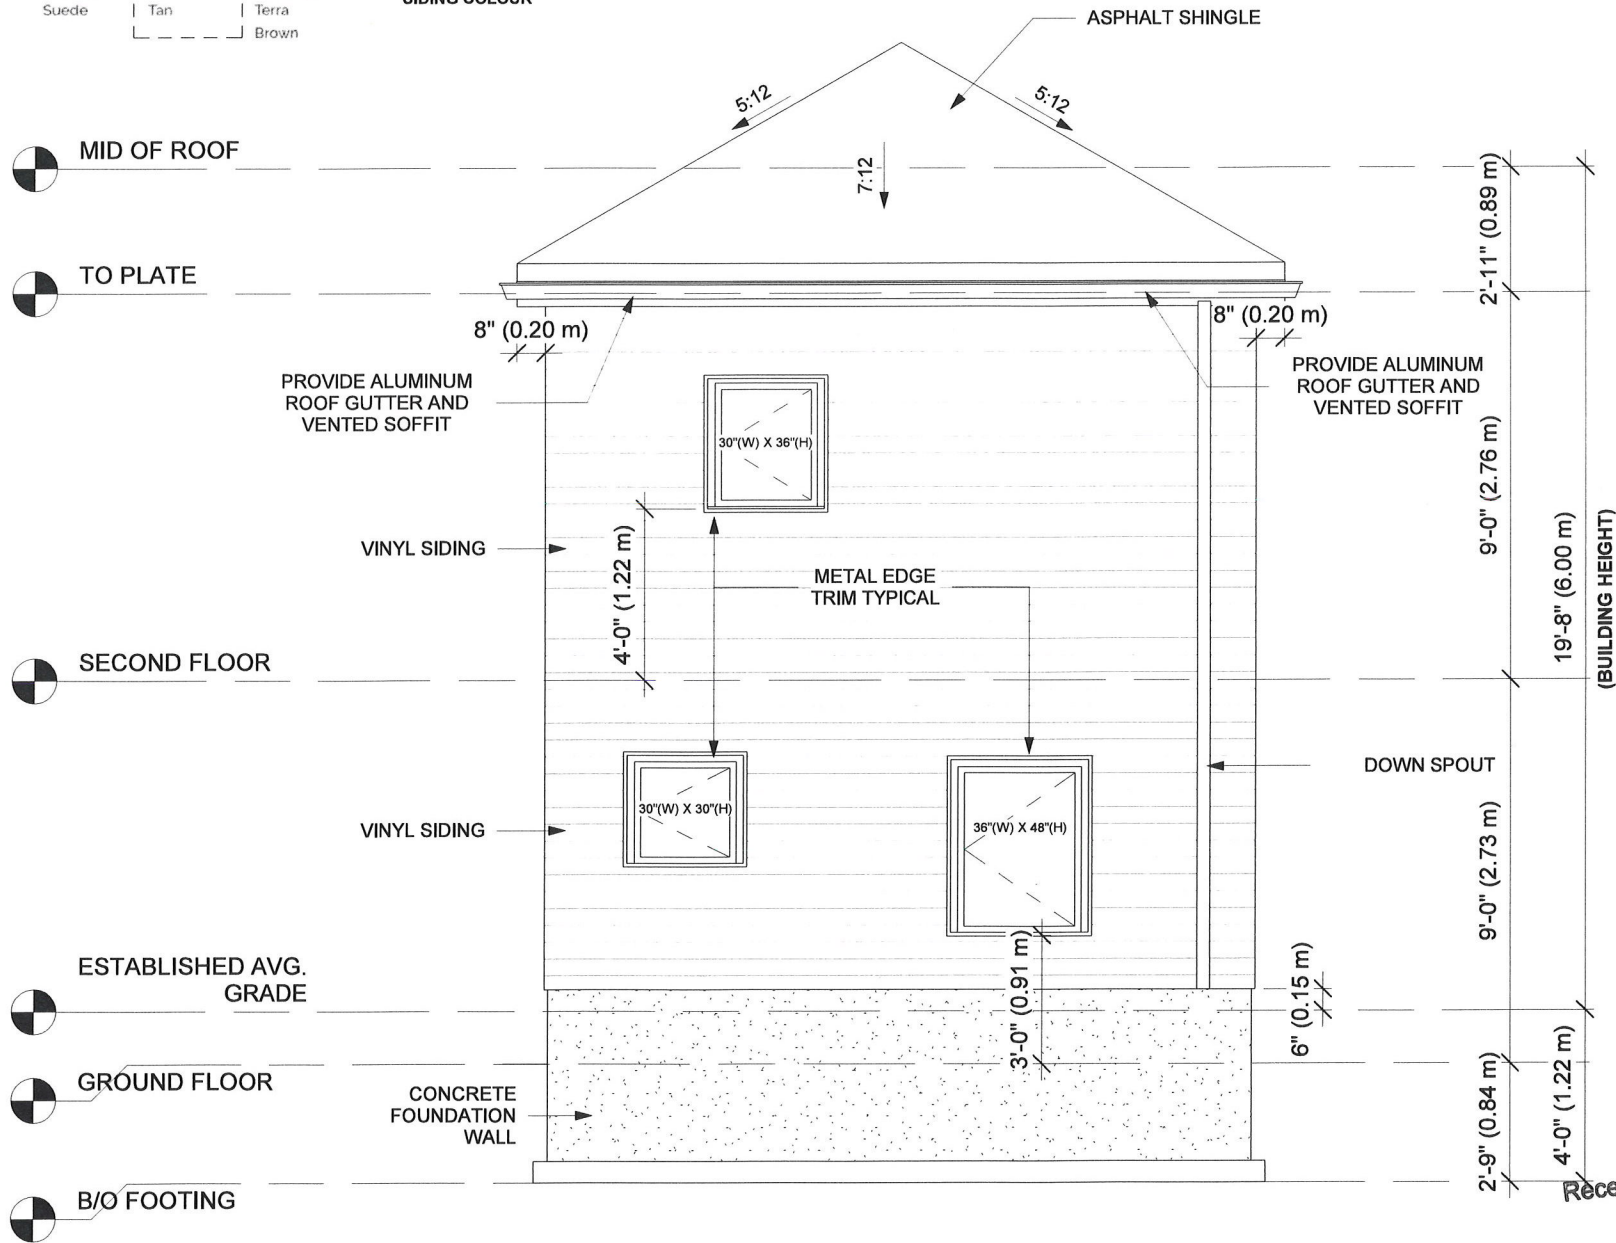 SIDING COLOUR
Suede
Tan
Terra
Brown
ASPHALT SHINGLE
5:12
5:12
7:12
MID OF ROOF
TO PLATE
2'-11" (0.89 m)
8" (0.20 m)
8" (0.20 m)
PROVIDE ALUMINUM
ROOF GUTTER AND
VENTED SOFFIT
PROVIDE ALUMINUM
ROOF GUTTER AND
VENTED SOFFIT
30"(W) X 36"(H)
9'-0" (2.76 m)
VINYL SIDING
4'-0" (1.22 m)
METAL EDGE
TRIM TYPICAL
19'-8" (6.00 m)
(BUILDING HEIGHT)
SECOND FLOOR
DOWN SPOUT
30"(W) X 30"(H)
36"(W) X 48"(H)
VINYL SIDING
9'-0" (2.73 m)
ESTABLISHED AVG.
GRADE
3'-0" (0.91 m)
6" (0.15 m)
GROUND FLOOR
CONCRETE
FOUNDATION
WALL
2'-9" (0.84 m)
4'-0" (1.22 m)
B/O FOOTING
Rece